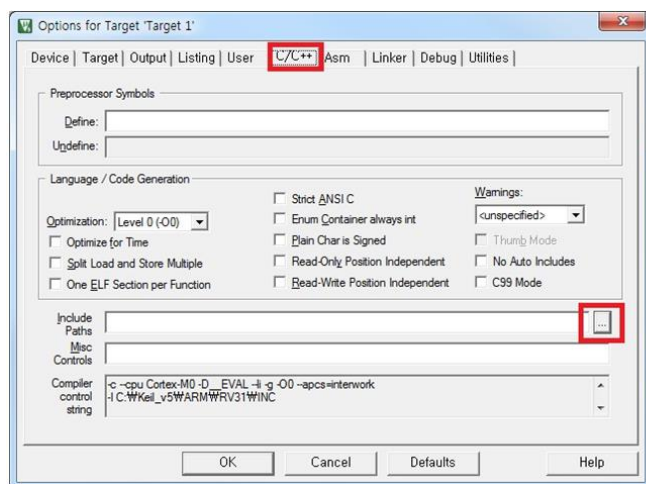 Options for Target 'Target 1'
Device | Target | Output | Listing | User C/C++ Asm | Linker | Debug | Utilities |
Preprocessor Symbols
Define:
Undefine:
Language / Code Generation
Optimization: Level 0 (-O0)
Optimize for Time
Split Load and Store Multiple
One ELF Section per Function
Strict ANSI C
Enum Container always int
Plain Char is Signed
Read-Only Position Independent
Read-Write Position Independent
Warnings:
<unspecified>
Thumb Mode
No Auto Includes
C99 Mode
Include
Paths
...
Misc
Controls
Compiler
control
string
-c --cpu Cortex-M0 -D__EVAL --li -g -O0 --apcs=interwork
-I C:₩Keil_v5₩ARM₩RV31₩INC
OK Cancel Defaults Help